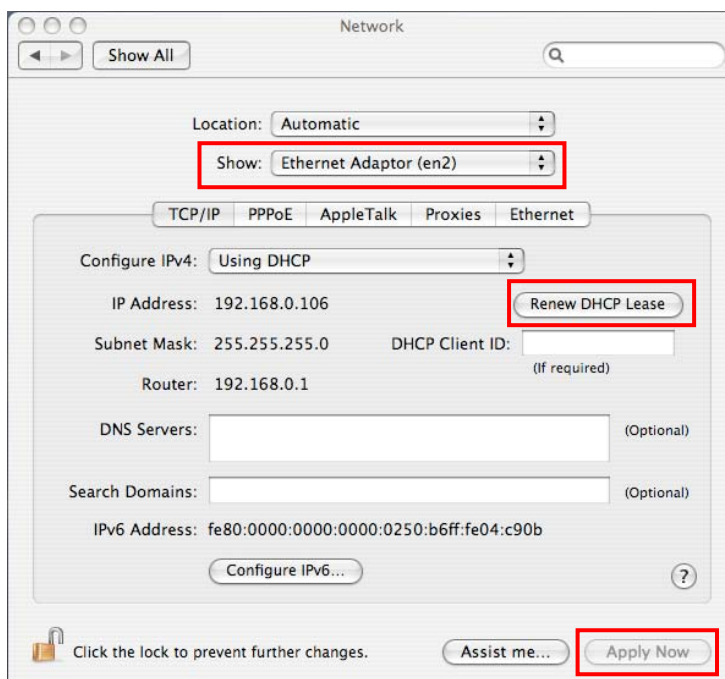 Network
Show All
Location: Automatic
Show: Ethernet Adaptor (en2)
TCP/IP PPPoE AppleTalk Proxies Ethernet
Configure IPv4: Using DHCP
IP Address: 192.168.0.106 Renew DHCP Lease
Subnet Mask: 255.255.255.0 DHCP Client ID:
(If required)
Router: 192.168.0.1
DNS Servers: (Optional)
Search Domains: (Optional)
IPv6 Address: fe80:0000:0000:0000:0250:b6ff:fe04:c90b
Configure IPv6...
?
Click the lock to prevent further changes. Assist me... Apply Now